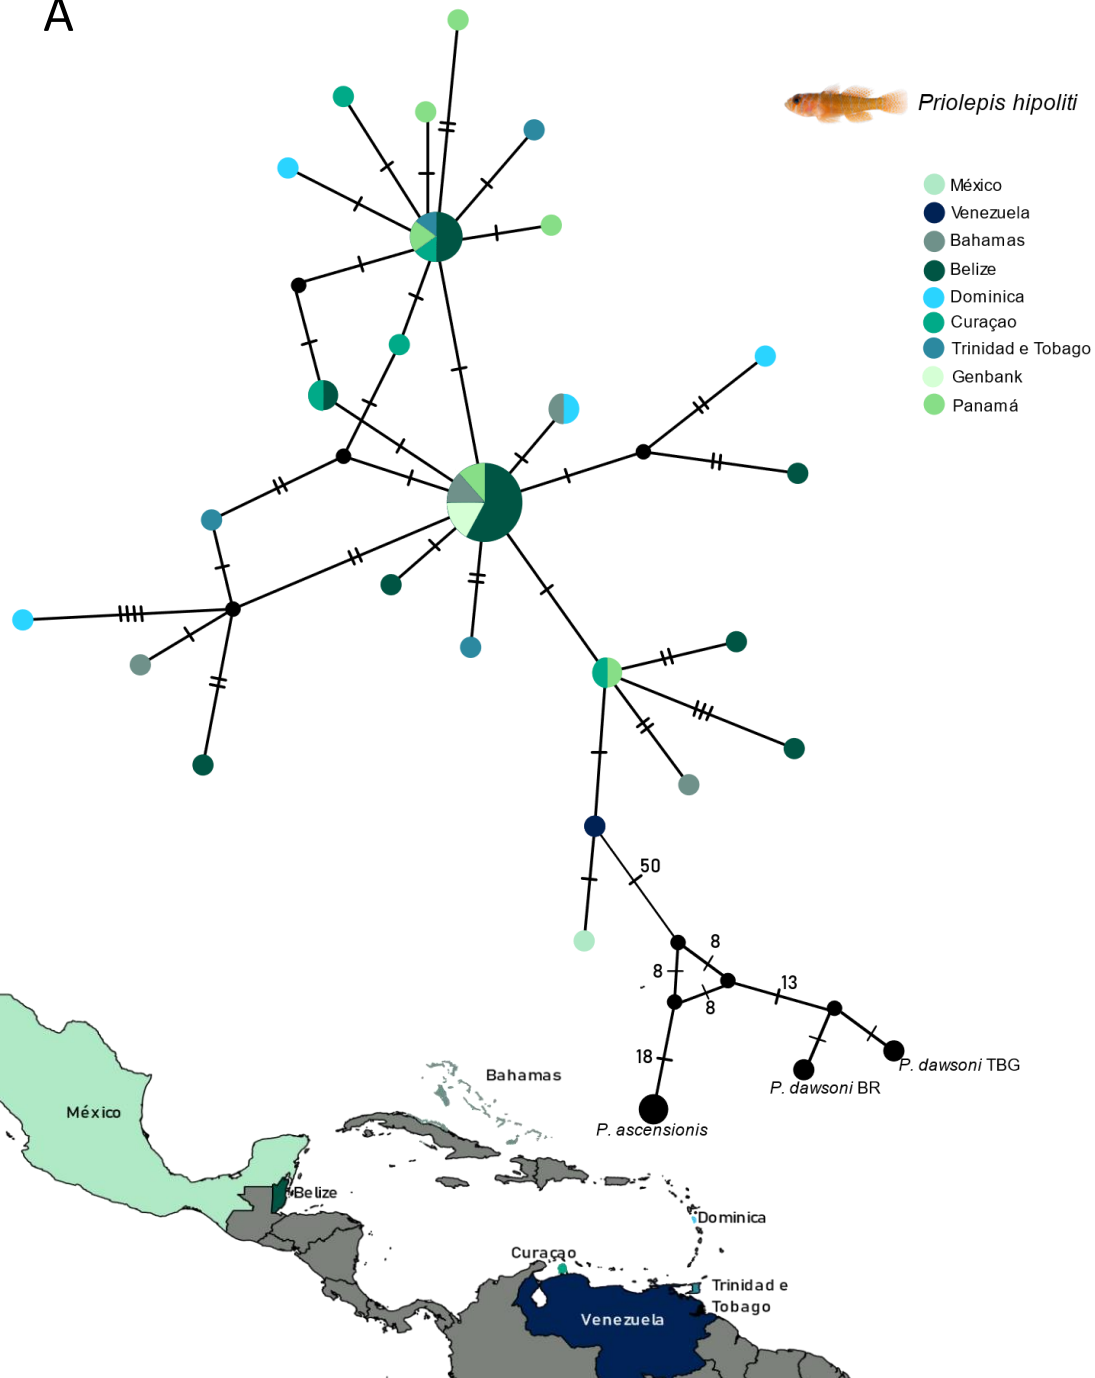 A
Priolepis hipoliti
México
Venezuela
Bahamas
Belize
Dominica
Curaçao
Trinidad e Tobago
Genbank
Panamá
50
8
8
13
8
18
P. dawsoni TBG
P. dawsoni BR
P. ascensionis
Bahamas
México
Belize
Dominica
Curaçao
Trinidad e
Tobago
Venezuela